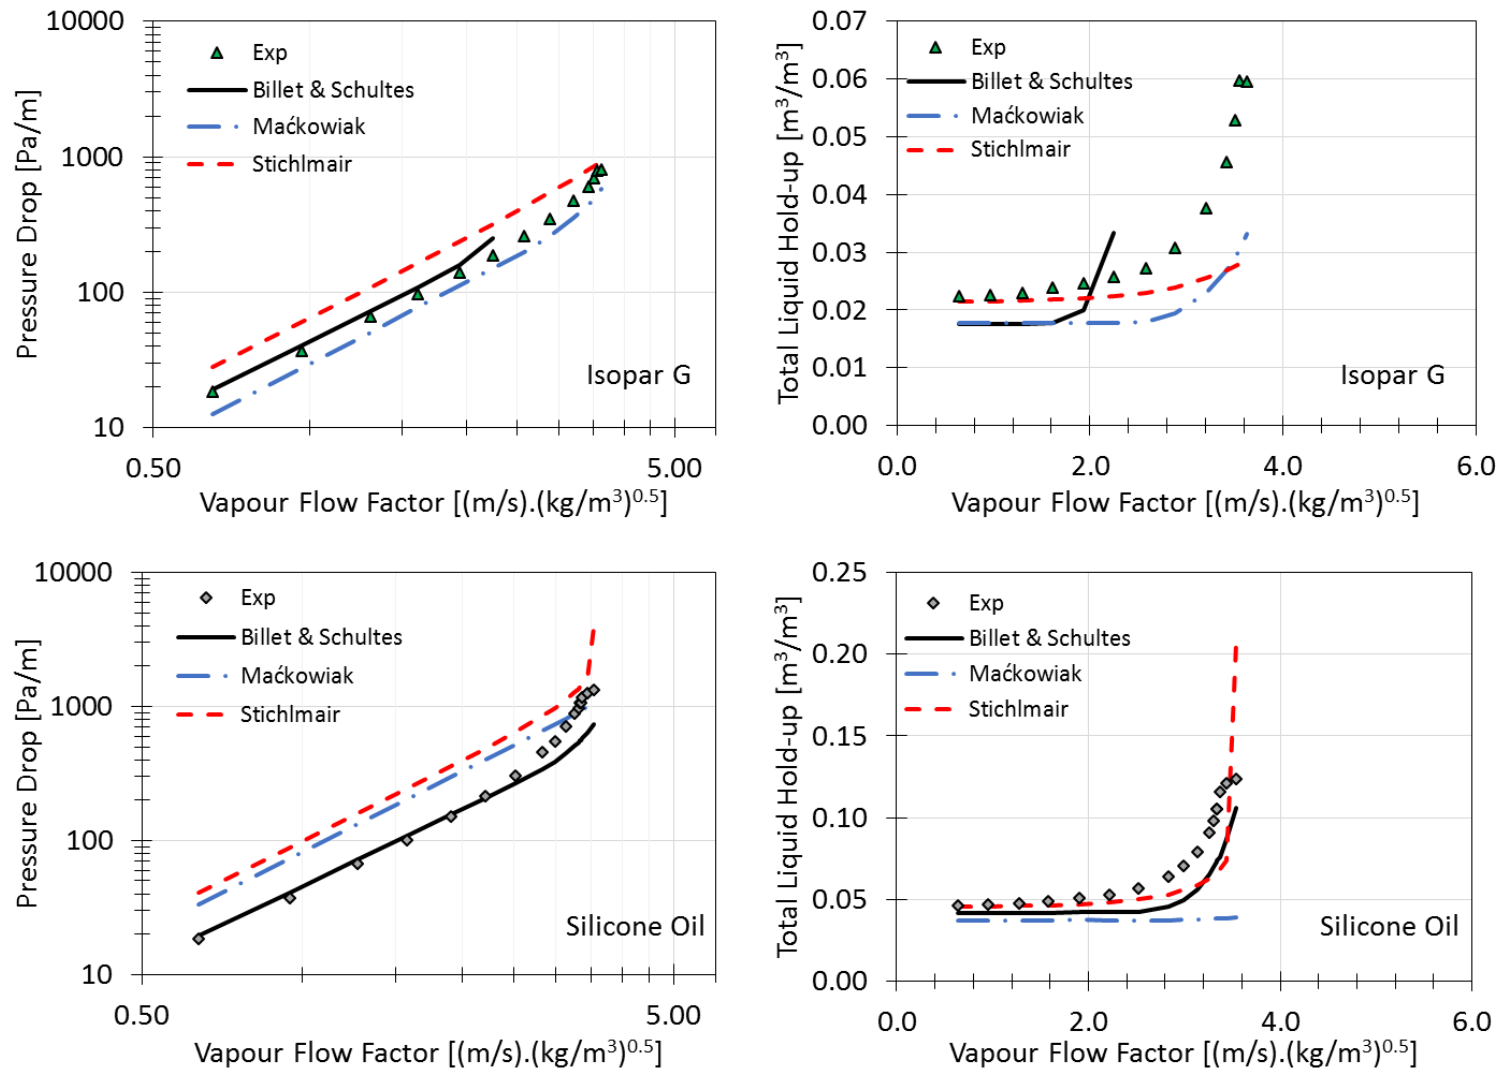 10000
1000
100
10
Pressure Drop [Pa/m]
Exp
Billet & Schultes
Maćkowiak
Stichlmair
Isopar G
0.50
5.00
Vapour Flow Factor [(m/s).(kg/m³)⁰·⁵]
0.07
0.06
0.05
0.04
0.03
0.02
0.01
0.00
Total Liquid Hold-up [m³/m³]
Exp
Billet & Schultes
Maćkowiak
Stichlmair
Isopar G
0.0
2.0
4.0
6.0
Vapour Flow Factor [(m/s).(kg/m³)⁰·⁵]
10000
1000
100
10
Pressure Drop [Pa/m]
Exp
Billet & Schultes
Maćkowiak
Stichlmair
Silicone Oil
0.50
5.00
Vapour Flow Factor [(m/s).(kg/m³)⁰·⁵]
0.25
0.20
0.15
0.10
0.05
0.00
Total Liquid Hold-up [m³/m³]
Exp
Billet & Schultes
Maćkowiak
Stichlmair
Silicone Oil
0.0
2.0
4.0
6.0
Vapour Flow Factor [(m/s).(kg/m³)⁰·⁵]